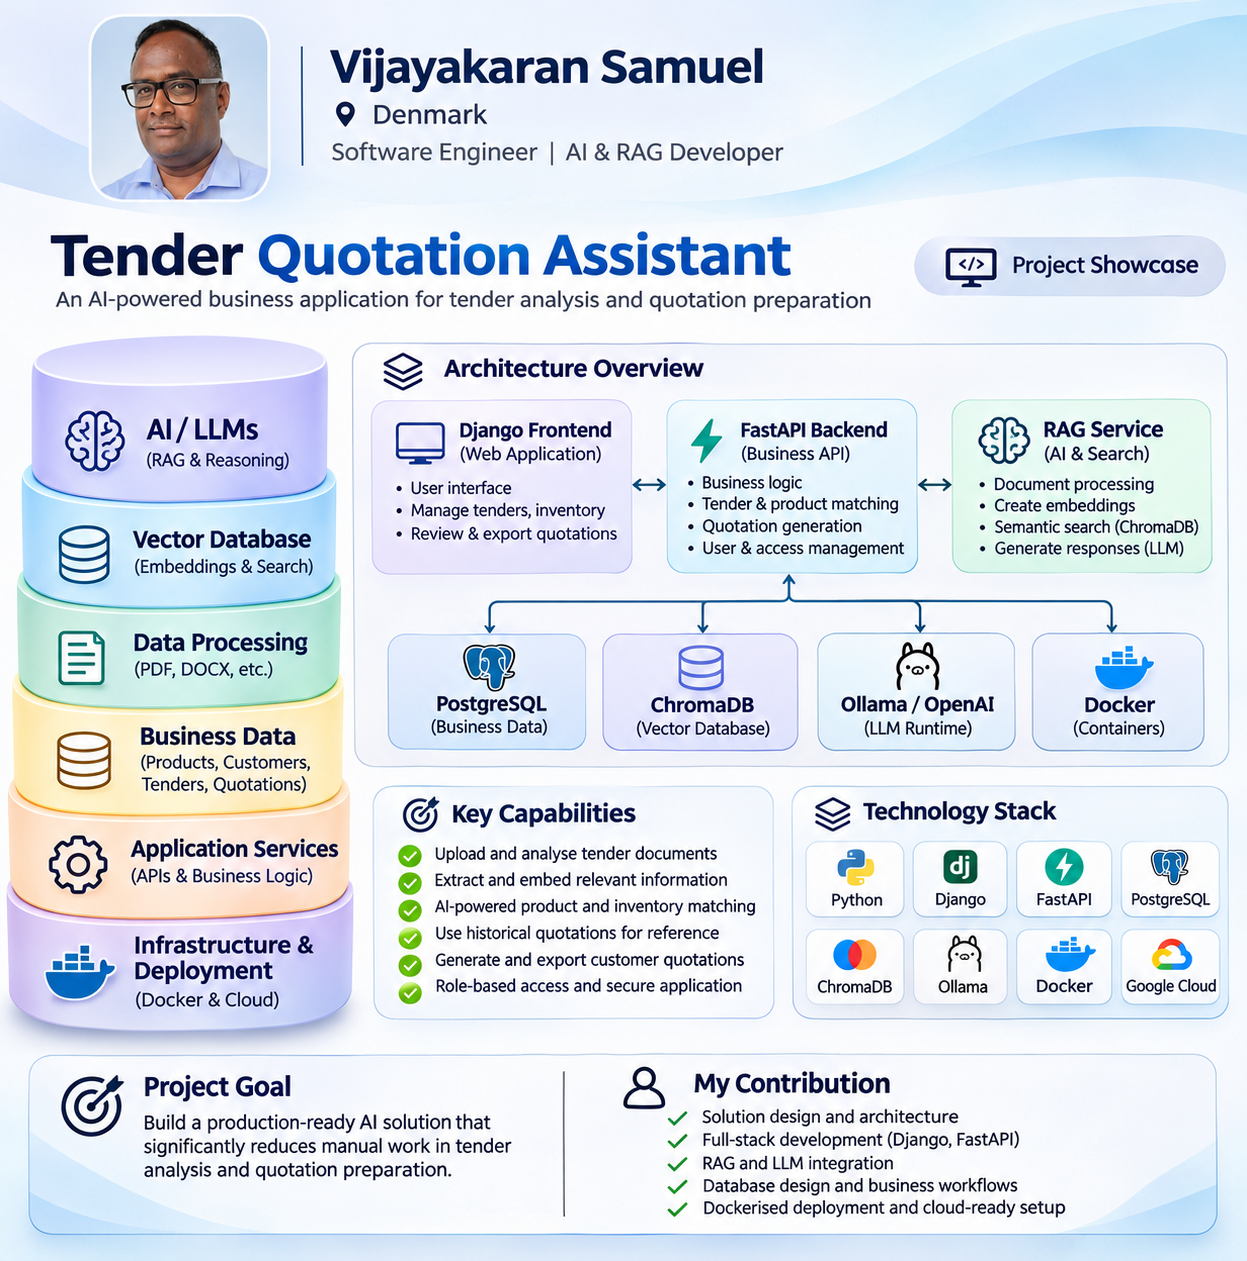 Vijayakaran Samuel
Denmark
Software Engineer | AI & RAG Developer
Tender Quotation Assistant
An AI-powered business application for tender analysis and quotation preparation
</> Project Showcase
AI / LLMs
(RAG & Reasoning)
Vector Database
(Embeddings & Search)
Data Processing
(PDF, DOCX, etc.)
Business Data
(Products, Customers,
Tenders, Quotations)
Application Services
(APIs & Business Logic)
Infrastructure &
Deployment
(Docker & Cloud)
Architecture Overview
Django Frontend
(Web Application)
• User interface
• Manage tenders, inventory
• Review & export quotations
FastAPI Backend
(Business API)
• Business logic
• Tender & product matching
• Quotation generation
• User & access management
RAG Service
(AI & Search)
• Document processing
• Create embeddings
• Semantic search (ChromaDB)
• Generate responses (LLM)
PostgreSQL
(Business Data)
ChromaDB
(Vector Database)
Ollama / OpenAI
(LLM Runtime)
Docker
(Containers)
Key Capabilities
Upload and analyse tender documents
Extract and embed relevant information
AI-powered product and inventory matching
Use historical quotations for reference
Generate and export customer quotations
Role-based access and secure application
Technology Stack
Python
dj
Django
FastAPI
PostgreSQL
ChromaDB
Ollama
Docker
Google Cloud
Project Goal
Build a production-ready AI solution that
significantly reduces manual work in tender
analysis and quotation preparation.
My Contribution
Solution design and architecture
Full-stack development (Django, FastAPI)
RAG and LLM integration
Database design and business workflows
Dockerised deployment and cloud-ready setup